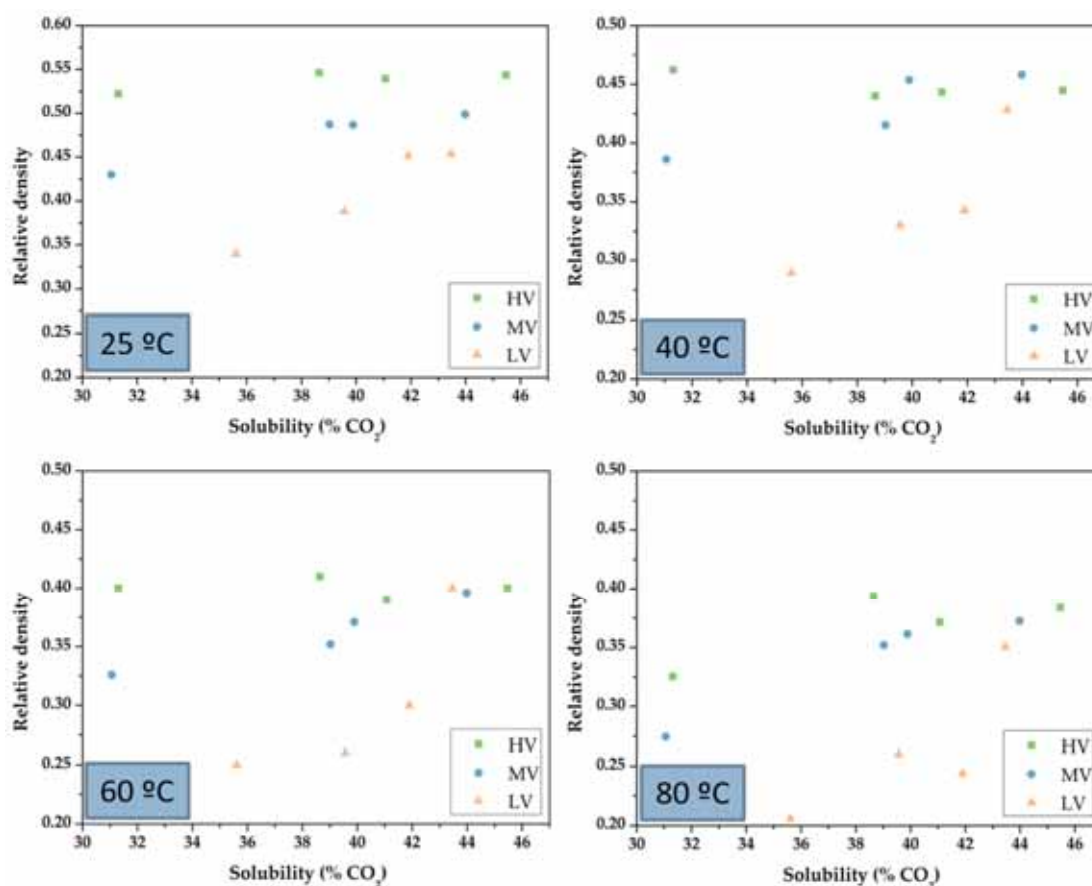 0.60
0.55
0.50
0.45
0.40
0.35
0.30
0.25
0.20
Relative density
30 32 34 36 38 40 42 44 46
Solubility (% CO₂)
HV
MV
LV
25 ºC
0.50
0.45
0.40
0.35
0.30
0.25
0.20
Relative density
30 32 34 36 38 40 42 44 46
Solubility (% CO₂)
HV
MV
LV
40 ºC
0.50
0.45
0.40
0.35
0.30
0.25
0.20
Relative density
30 32 34 36 38 40 42 44 46
Solubility (% CO₂)
HV
MV
LV
60 ºC
0.50
0.45
0.40
0.35
0.30
0.25
0.20
Relative density
30 32 34 36 38 40 42 44 46
Solubility (% CO₂)
HV
MV
LV
80 ºC